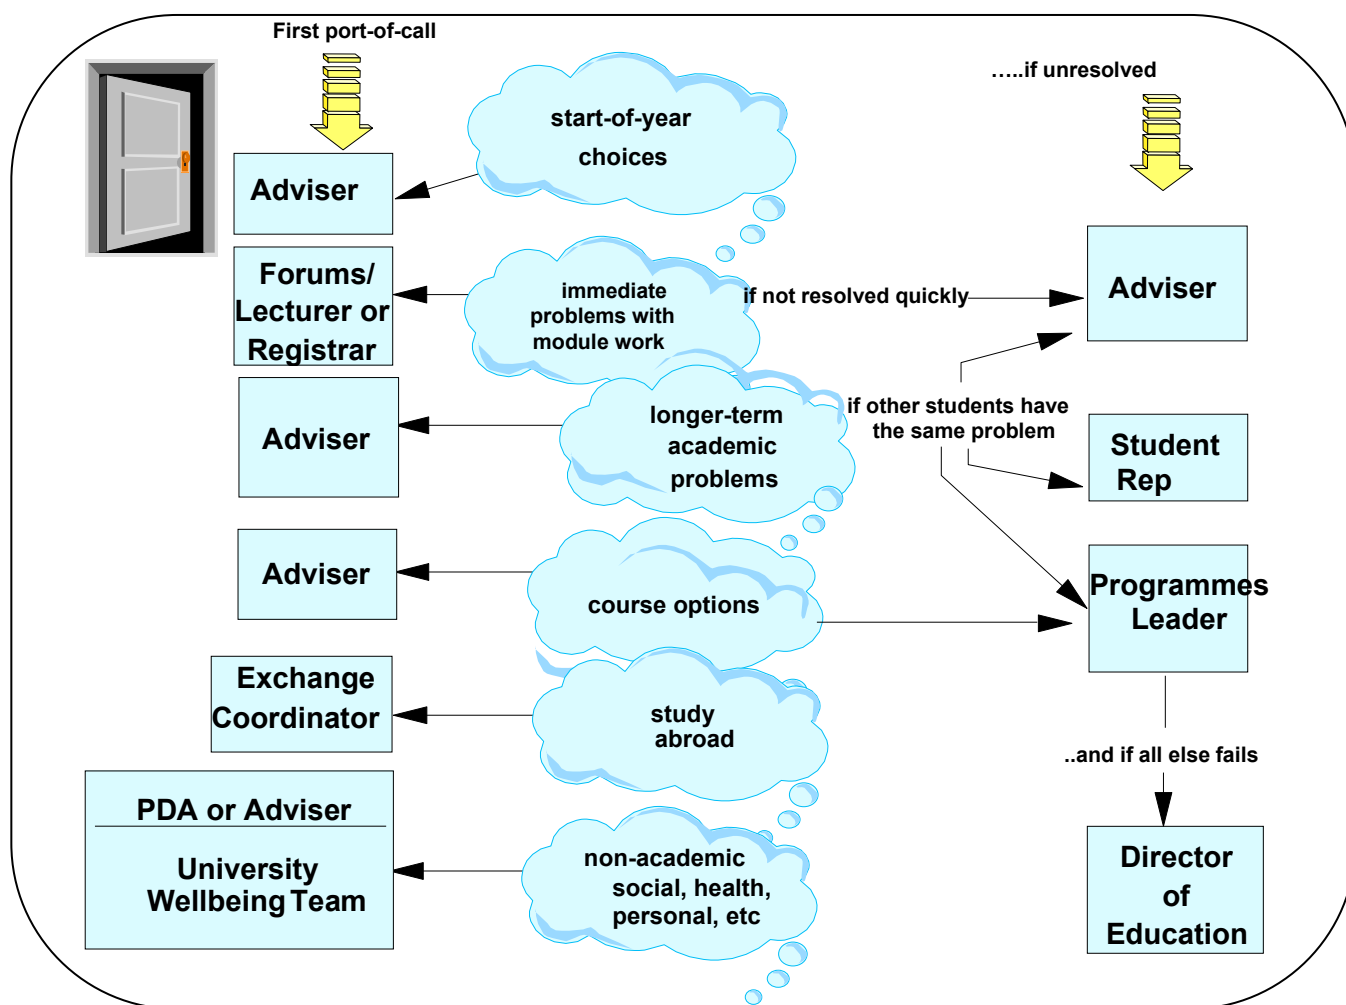 First port-of-call
…..if unresolved
start-of-year
choices
Adviser
Forums/
Lecturer or
Registrar
immediate
problems with
module work
if not resolved quickly
Adviser
Adviser
longer-term
academic
problems
if other students have
the same problem
Student
Rep
Adviser
course options
Programmes
Leader
Exchange
Coordinator
study
abroad
..and if all else fails
PDA or Adviser
University
Wellbeing Team
non-academic
social, health,
personal, etc
Director
of
Education